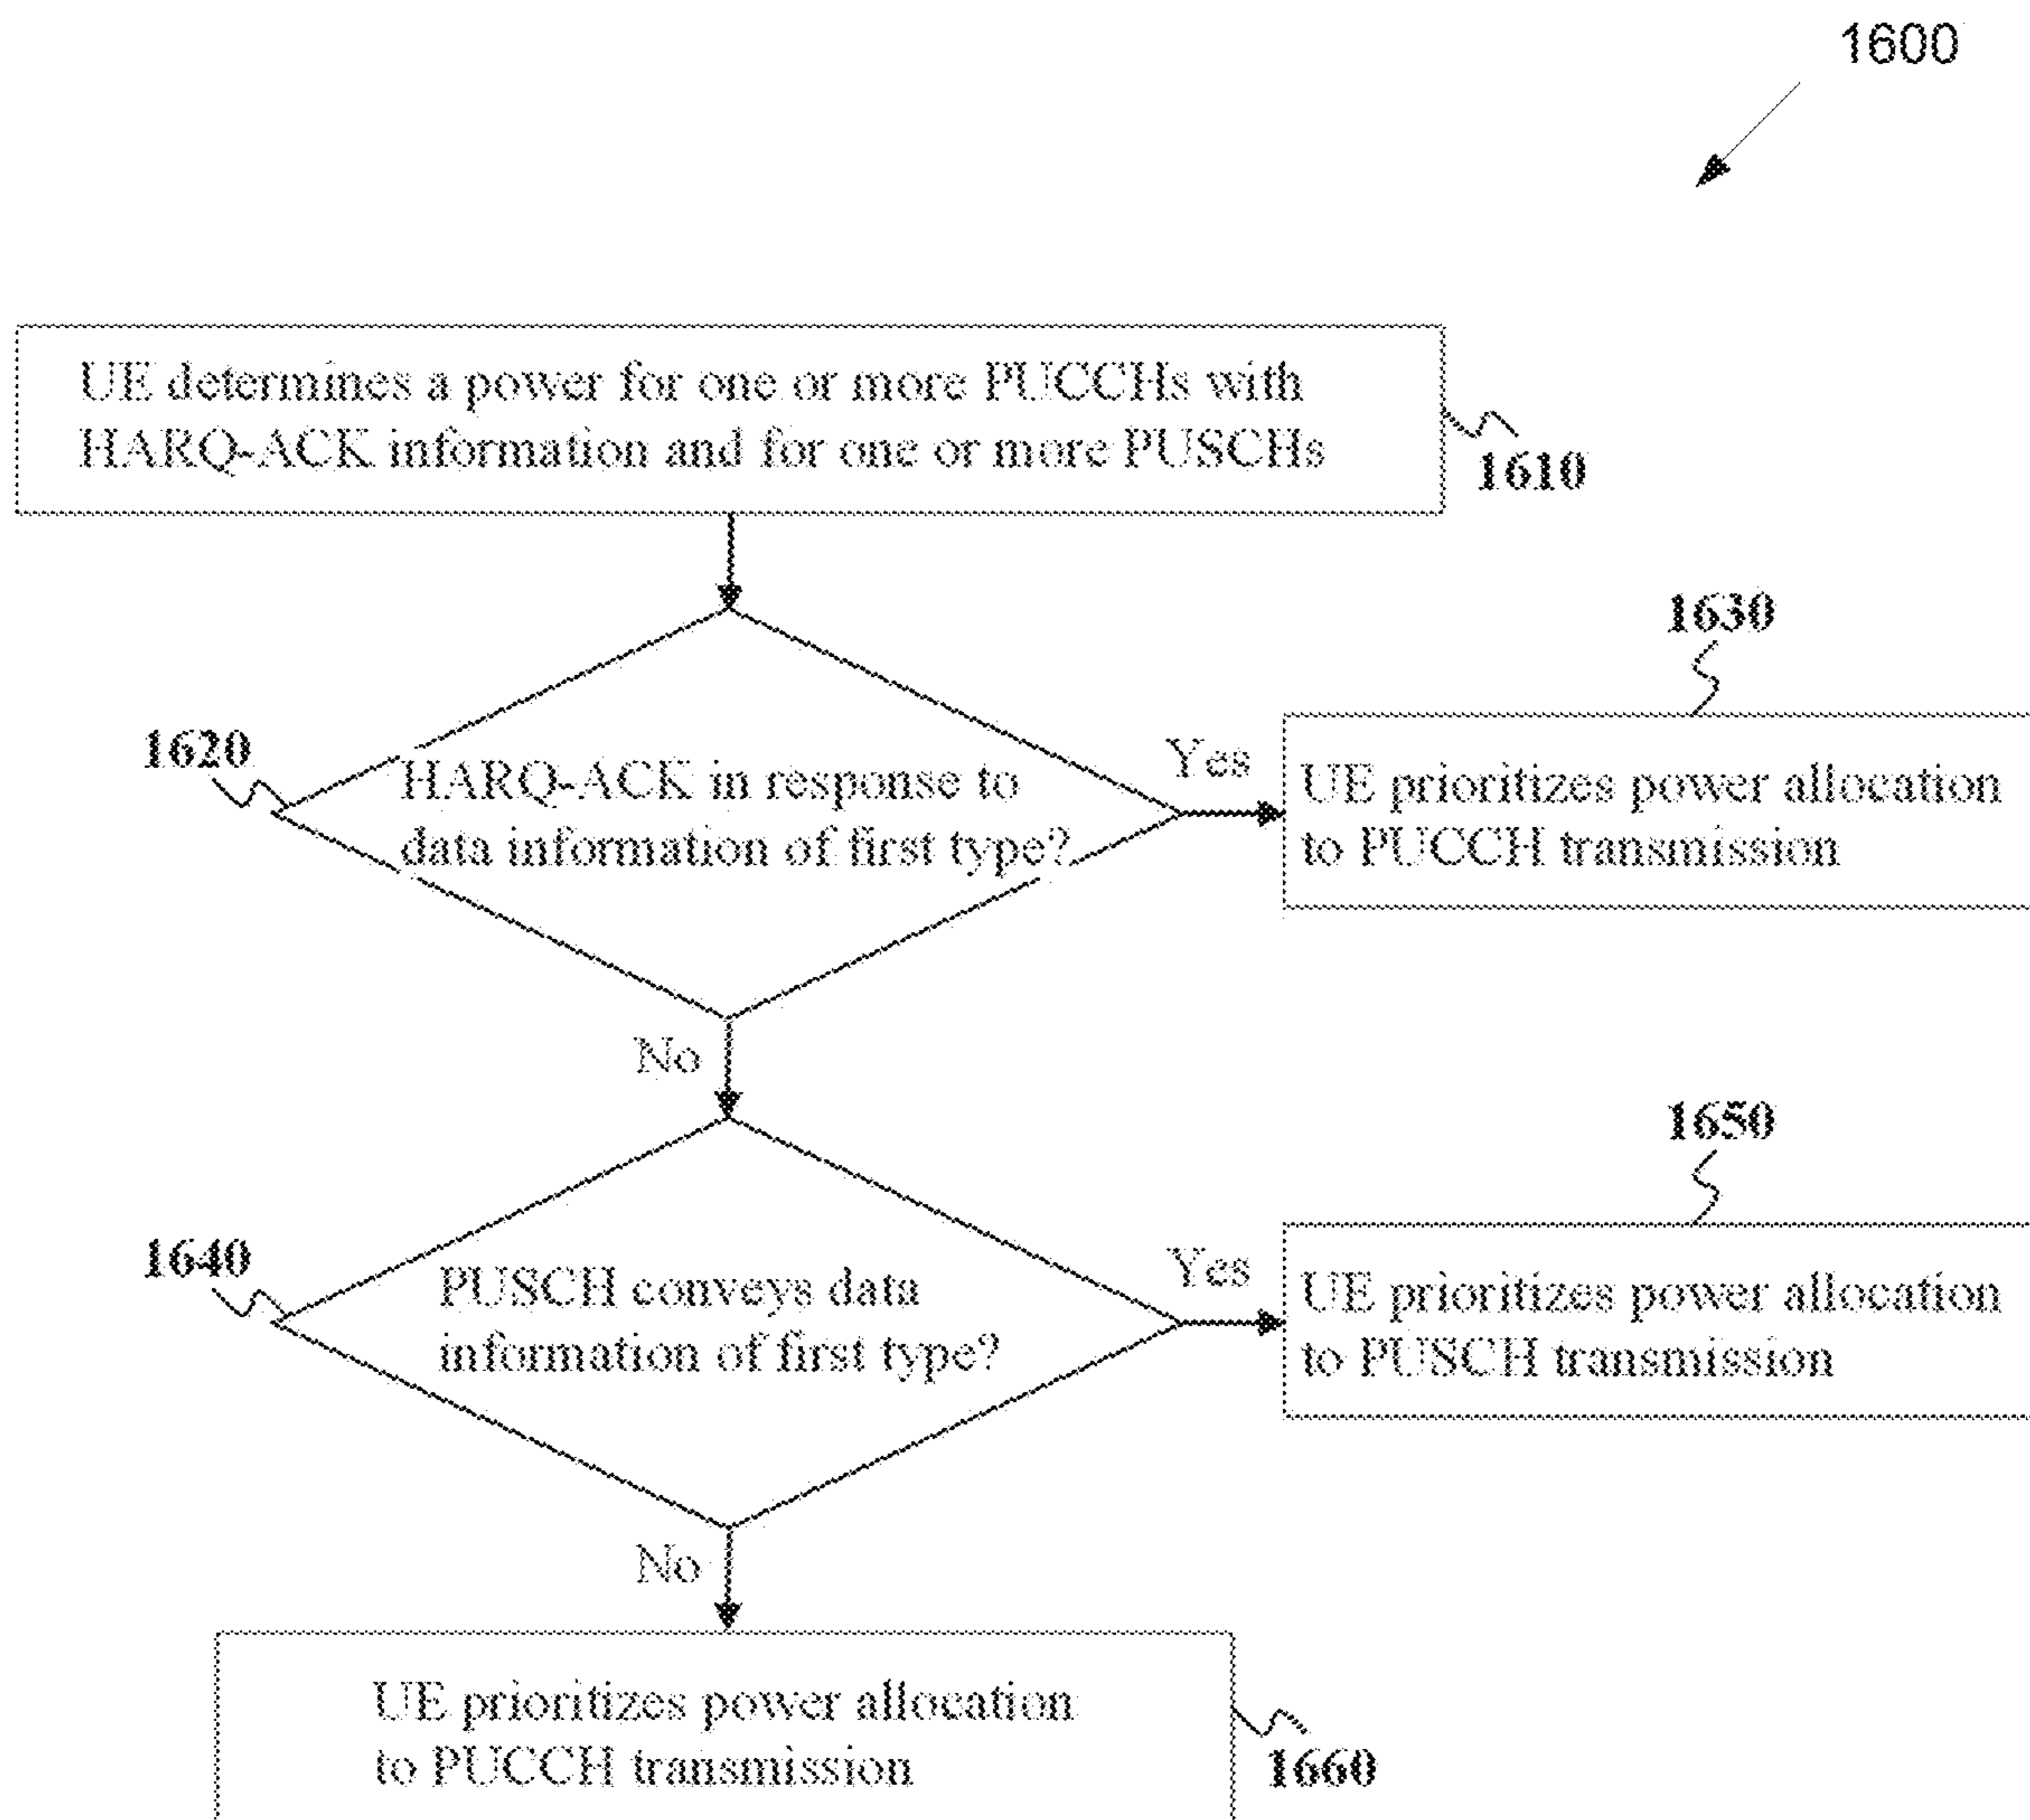 1600
UE determines a power for one or more PUCCHs with
HARQ-ACK information and for one or more PUSCHs
1610
1620
HARQ-ACK in response to
data information of first type?
Yes
1630
UE prioritizes power allocation
to PUCCH transmission
No
1640
PUSCH conveys data
information of first type?
Yes
1650
UE prioritizes power allocation
to PUSCH transmission
No
UE prioritizes power allocation
to PUCCH transmission
1660